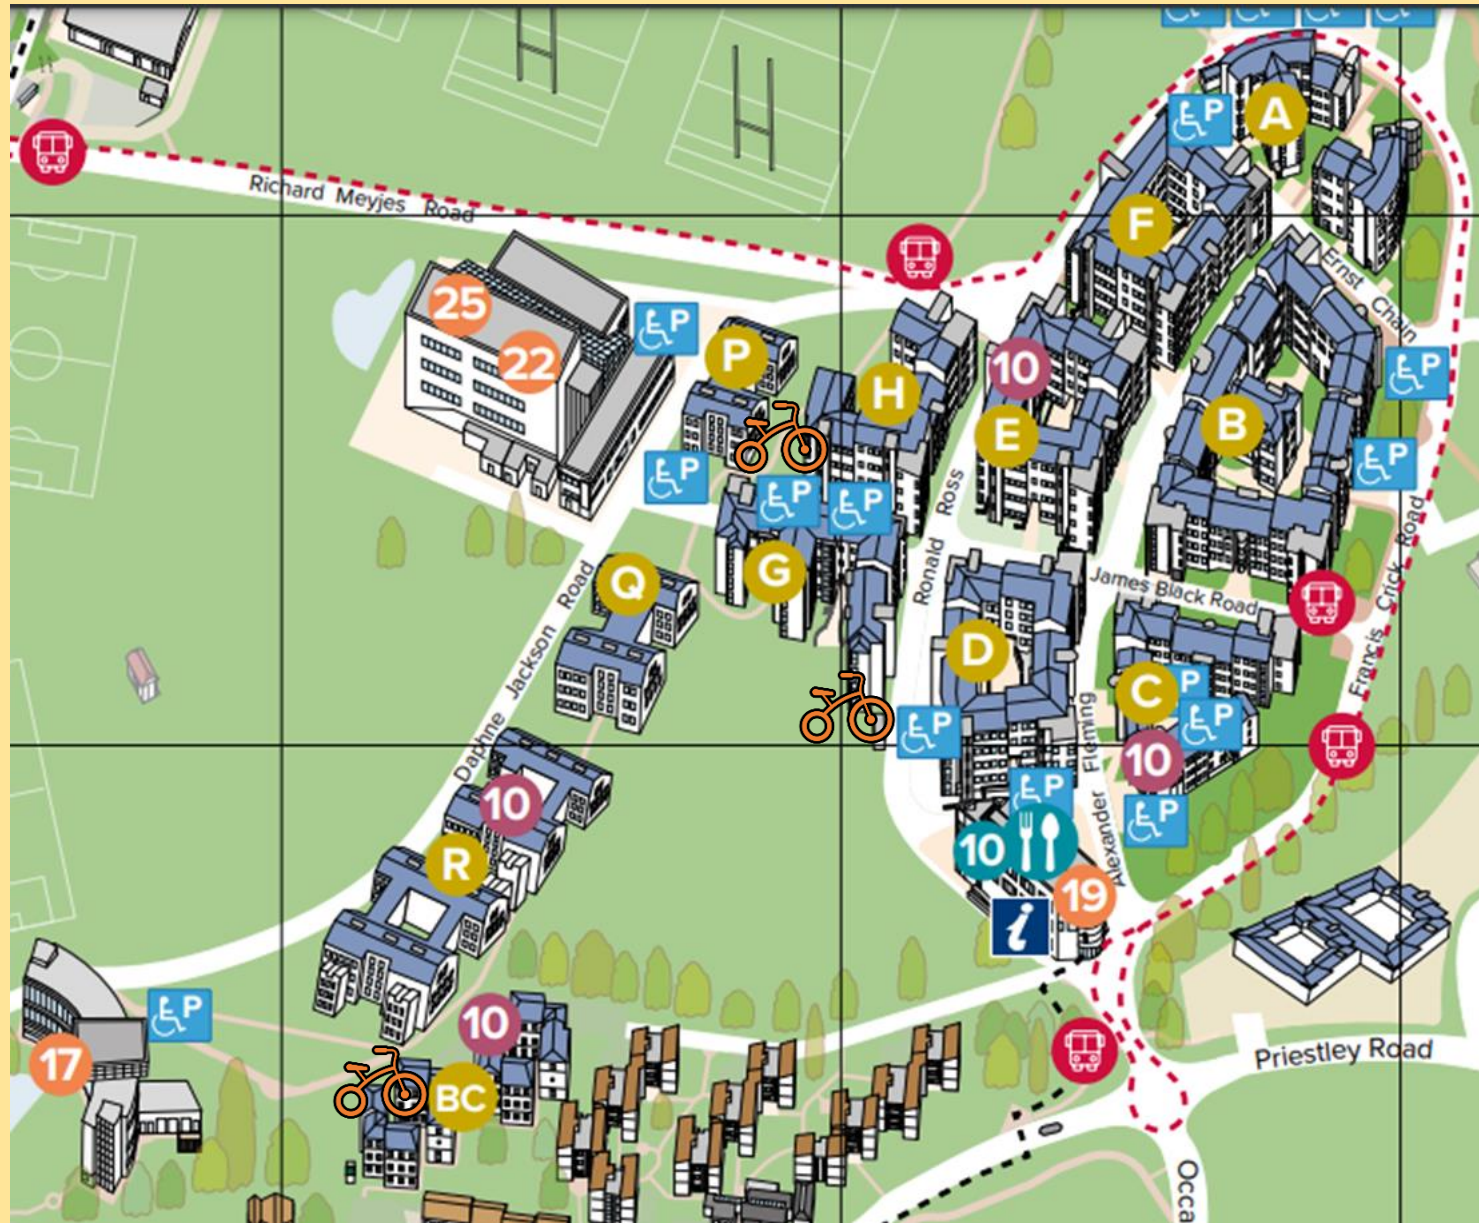 P
A
Richard Meyjes Road
F
Ernst Chain
25
P
22
P
10
H
P
E
B
P
P
P
P
Ronald Ross
Francis Crick Road
G
James Black Road
Q
Daphne Jackson Road
D
C
P
P
P
Alexander Fleming
10
P
P
10
10
R
19
i
P
10
17
BC
Priestley Road
Occa